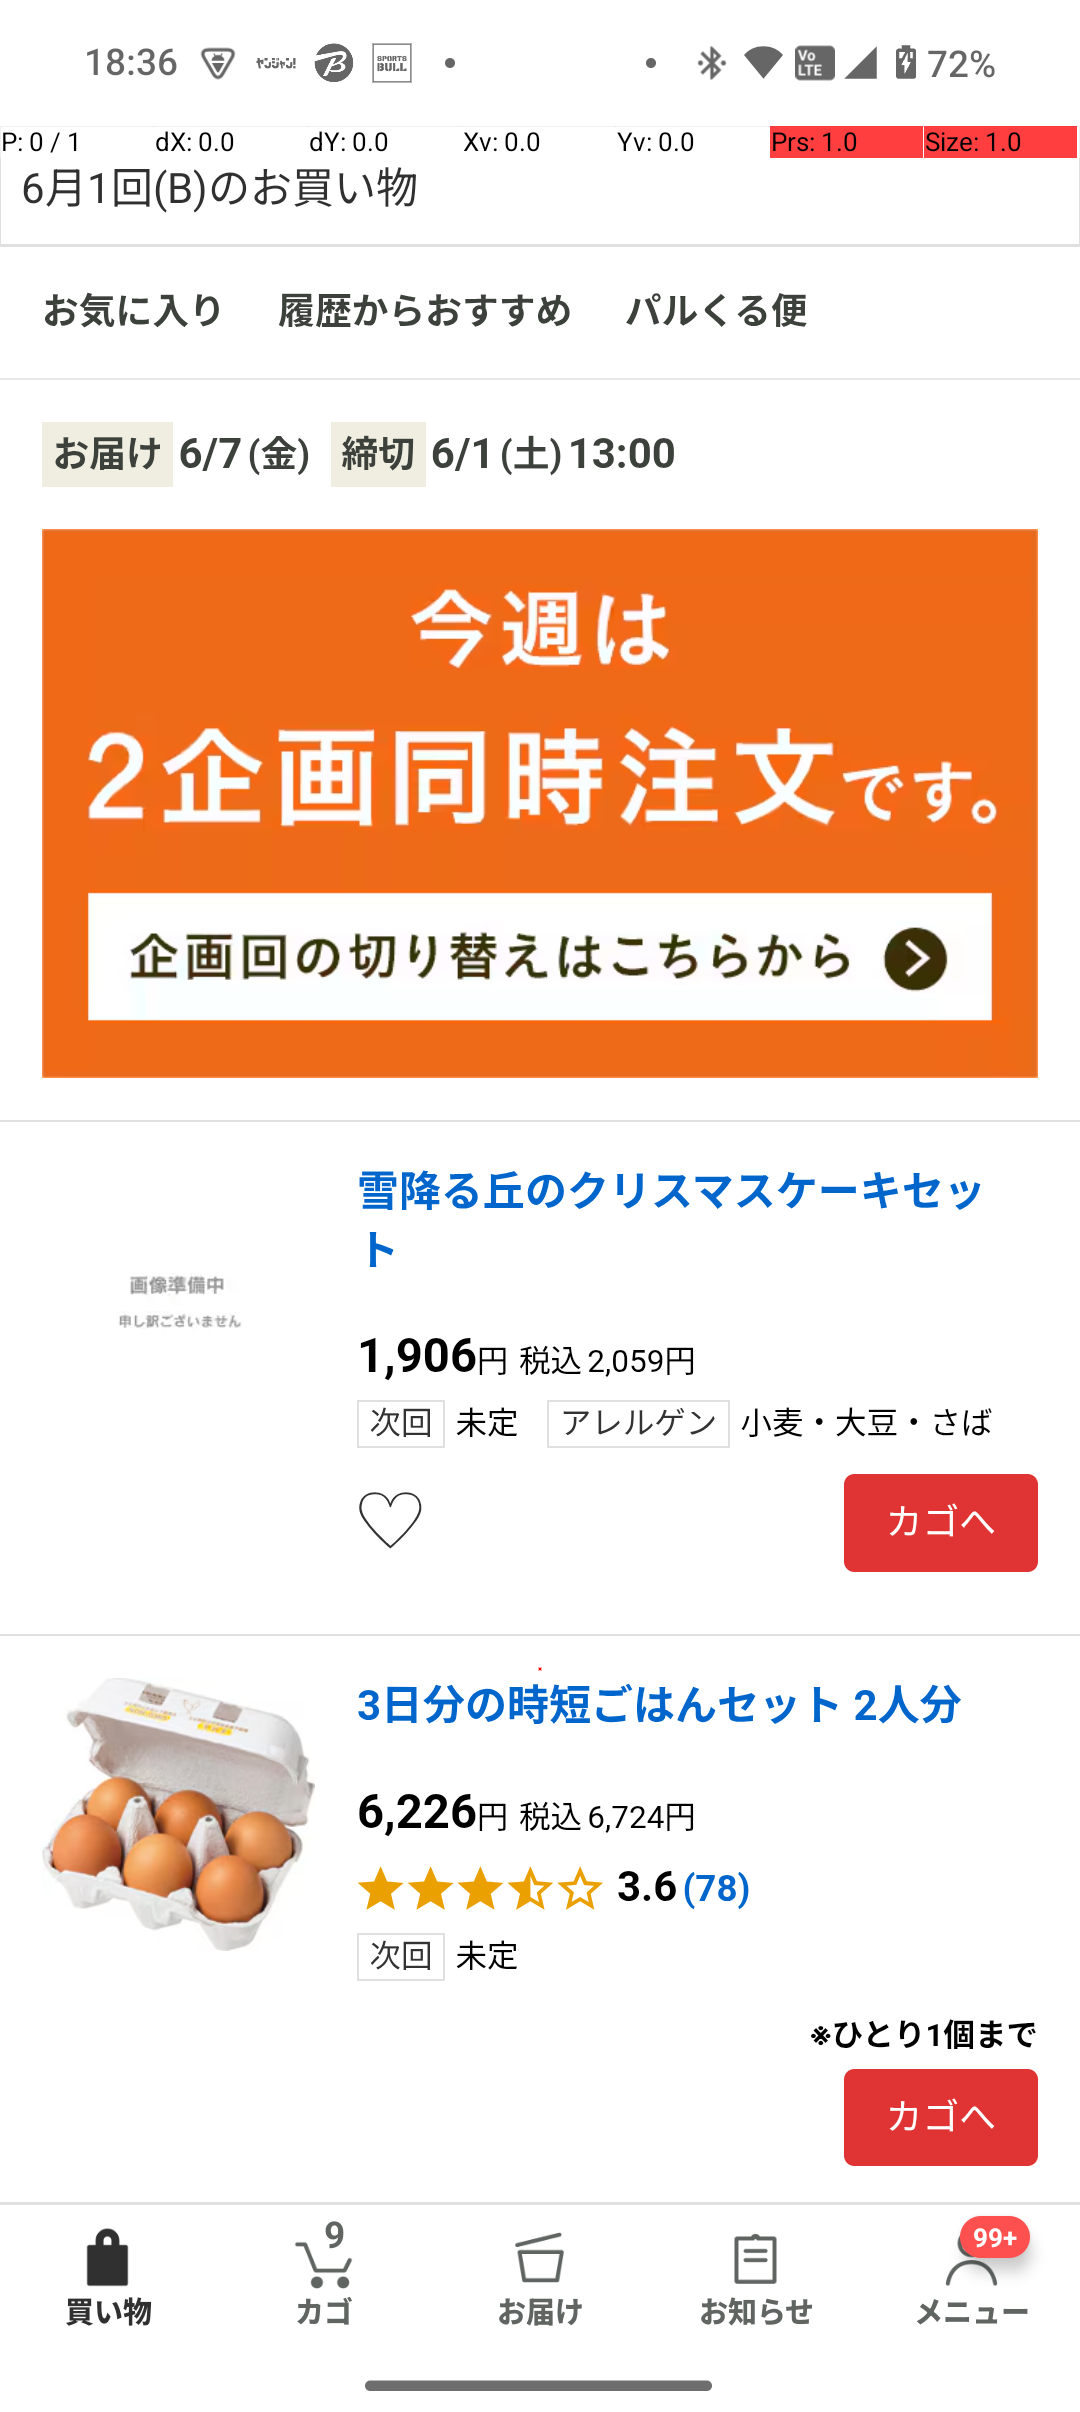 18:36 ヤンジャン! B SPORTS BULL Vo LTE 72%
P: 0 / 1 dX: 0.0 dY: 0.0 Xv: 0.0 Yv: 0.0 Prs: 1.0 Size: 1.0
6月1回(B)のお買い物
お気に入り 履歴からおすすめ パルくる便
お届け 6/7(金) 締切 6/1(土)13:00
今週は
2企画同時注文です。
企画回の切り替えはこちらから
雪降る丘のクリスマスケーキセッ
ト
画像準備中
申し訳ございません
1,906円 税込 2,059円
次回 未定 アレルゲン 小麦・大豆・さば
カゴへ
3日分の時短ごはんセット 2人分
6,226円 税込 6,724円
3.6 (78)
次回 未定
※ひとり1個まで
カゴへ
9 99+
買い物 カゴ お届け お知らせ メニュー